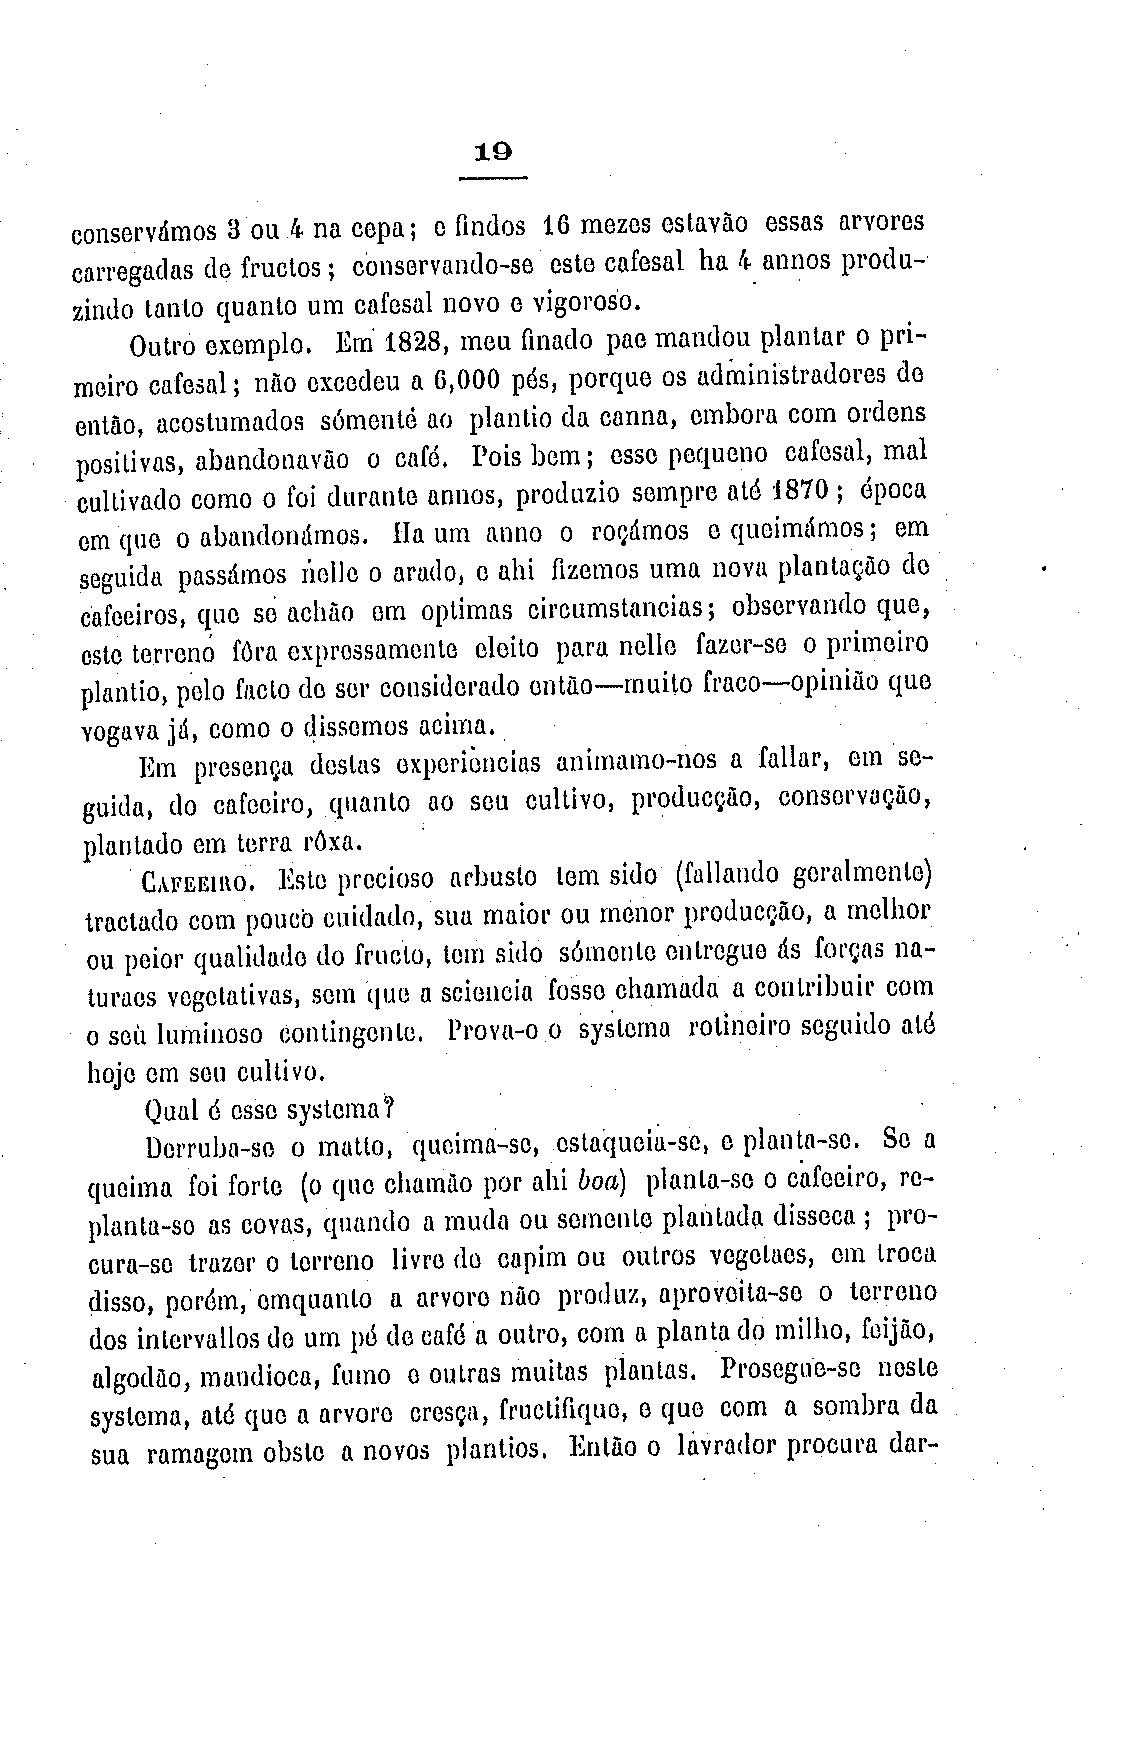 19
conservámos 3 ou 4 na cepa; e findos 16 mezes estavão essas arvores
carregadas de fructos; conservando-se este cafesal ha 4 annos produ-
zindo tanto quanto um cafesal novo e vigoroso.
Outro exemplo. Em 1828, meu finado pae mandou plantar o pri-
meiro cafesal; não excedeu a 6,000 pés, porque os administradores de
então, acostumados sómente ao plantio da canna, embora com ordens
positivas, abandonavão o café. Pois bem; esse pequeno cafesal, mal
cultivado como o foi durante annos, produzio sempre até 1870; época
em que o abandonámos. Ha um anno o roçámos e queimámos; em
seguida passámos nelle o arado, e ahi fizemos uma nova plantação de
cafeeiros, que se achão em optimas circumstancias; observando que,
este terreno fôra expressamente eleito para nelle fazer-se o primeiro
plantio, pelo facto de ser considerado então—muito fraco—opinião que
vogava já, como o dissemos acima.
Em presença destas experiencias animamo-nos a fallar, em se-
guida, do cafeeiro, quanto ao seu cultivo, producção, conservação,
plantado em terra rôxa.
CAFEEIRO. Este precioso arbusto tem sido (fallando geralmente)
tractado com pouco cuidado, sua maior ou menor producção, a melhor
ou peior qualidade do fructo, tem sido sómente entregue ás forças na-
turaes vegetativas, sem que a sciencia fosse chamada a contribuir com
o seu luminoso contingente. Prova-o o systema rotineiro seguido até
hoje em seu cultivo.
Qual é esse systema?
Derruba-se o matto, queima-se, estaqueia-se, e planta-se. Se a
queima foi forte (o que chamão por ahi boa) planta-se o cafeeiro, re-
planta-se as covas, quando a muda ou semente plantada disseca; pro-
cura-se trazer o terreno livre de capim ou outros vegetaes, em troca
disso, porém, emquanto a arvore não produz, aproveita-se o terreno
dos intervallos de um pé de café a outro, com a planta do milho, feijão,
algodão, mandioca, fumo e outras muitas plantas. Prosegue-se neste
systema, até que a arvore cresça, fructifique, e que com a sombra da
sua ramagem obste a novos plantios. Então o lavrador procura dar-